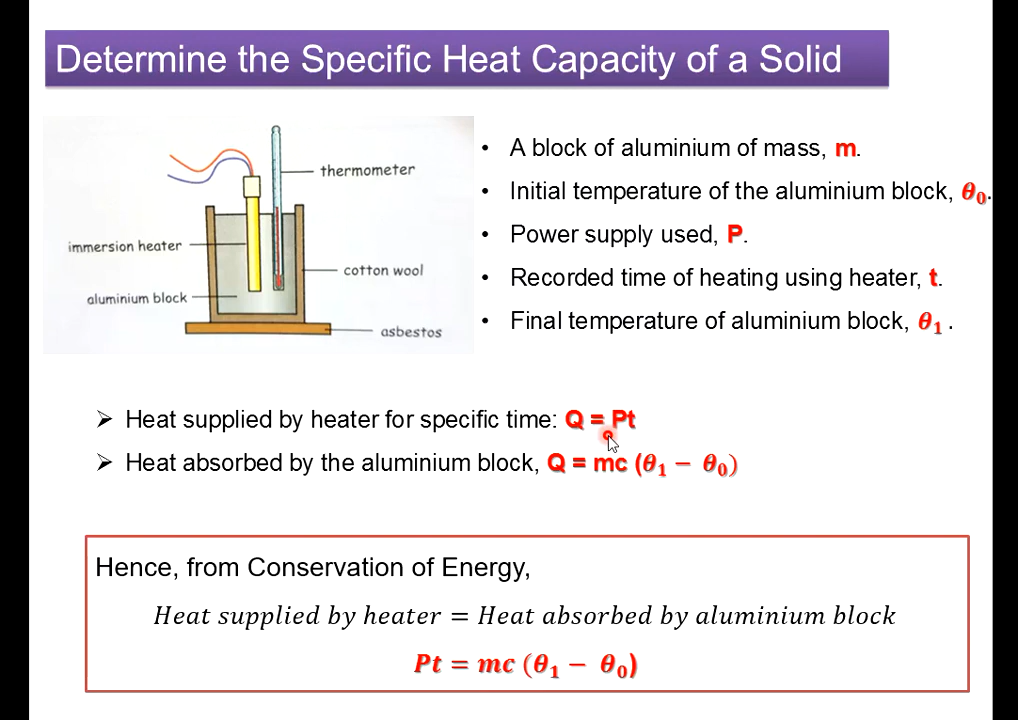 Determine the Specific Heat Capacity of a Solid
thermometer
immersion heater
cotton wool
aluminium block
asbestos
• A block of aluminium of mass, m.
• Initial temperature of the aluminium block, θ₀.
• Power supply used, P.
• Recorded time of heating using heater, t.
• Final temperature of aluminium block, θ₁ .
➢ Heat supplied by heater for specific time: Q = Pt
➢ Heat absorbed by the aluminium block, Q = mc (θ₁ − θ₀)
Hence, from Conservation of Energy,
Heat supplied by heater = Heat absorbed by aluminium block
Pt = mc (θ₁ − θ₀)